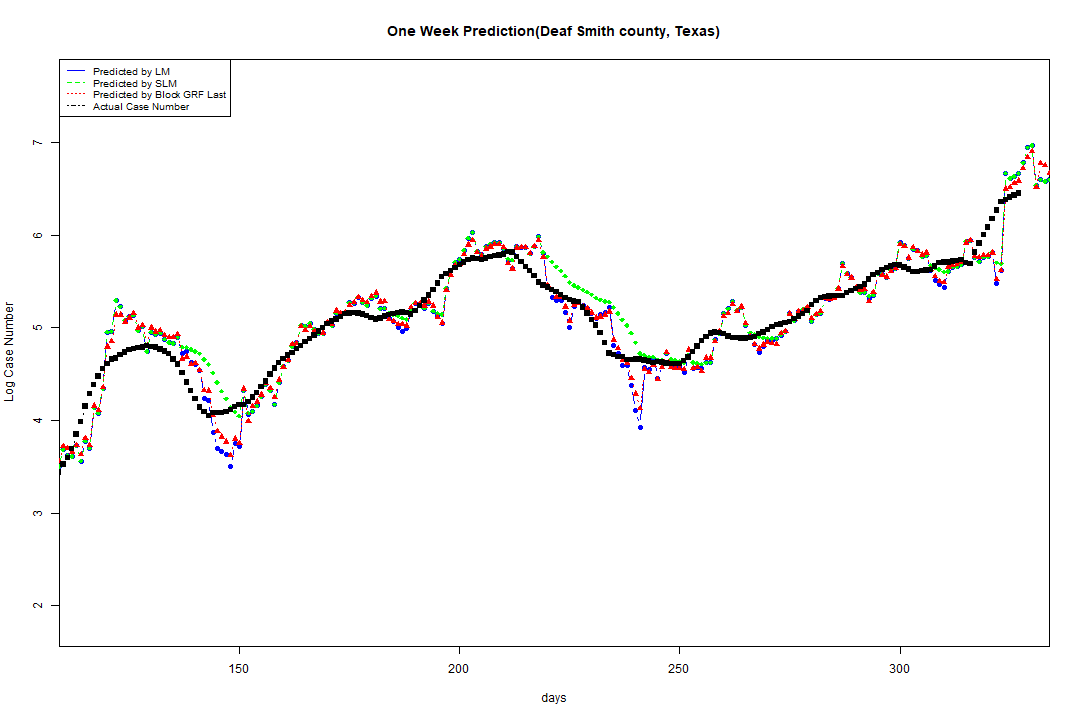 One Week Prediction(Deaf Smith county, Texas)
Predicted by LM
Predicted by SLM
Predicted by Block GRF Last
Actual Case Number
Log Case Number
7
6
5
4
3
2
150 200 250 300
days